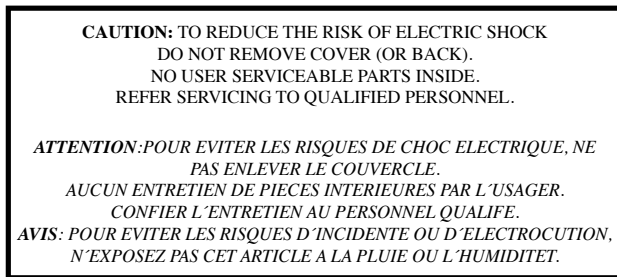 CAUTION: TO REDUCE THE RISK OF ELECTRIC SHOCK
DO NOT REMOVE COVER (OR BACK).
NO USER SERVICEABLE PARTS INSIDE.
REFER SERVICING TO QUALIFIED PERSONNEL.
ATTENTION:POUR EVITER LES RISQUES DE CHOC ELECTRIQUE, NE
PAS ENLEVER LE COUVERCLE.
AUCUN ENTRETIEN DE PIECES INTERIEURES PAR L´USAGER.
CONFIER L´ENTRETIEN AU PERSONNEL QUALIFE.
AVIS: POUR EVITER LES RISQUES D´INCIDENTE OU D´ELECTROCUTION,
N´EXPOSEZ PAS CET ARTICLE A LA PLUIE OU L´HUMIDITET.